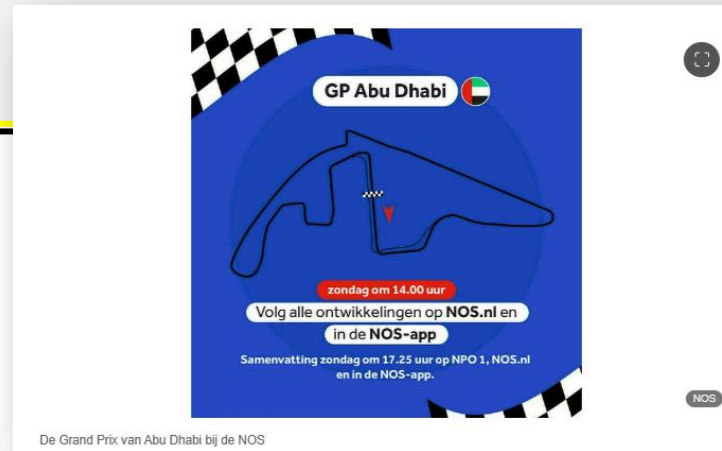 GP Abu Dhabi
zondag om 14.00 uur
Volg alle ontwikkelingen op NOS.nl en
in de NOS-app
Samenvatting zondag om 17.25 uur op NPO 1, NOS.nl
en in de NOS-app.
NOS
De Grand Prix van Abu Dhabi bij de NOS